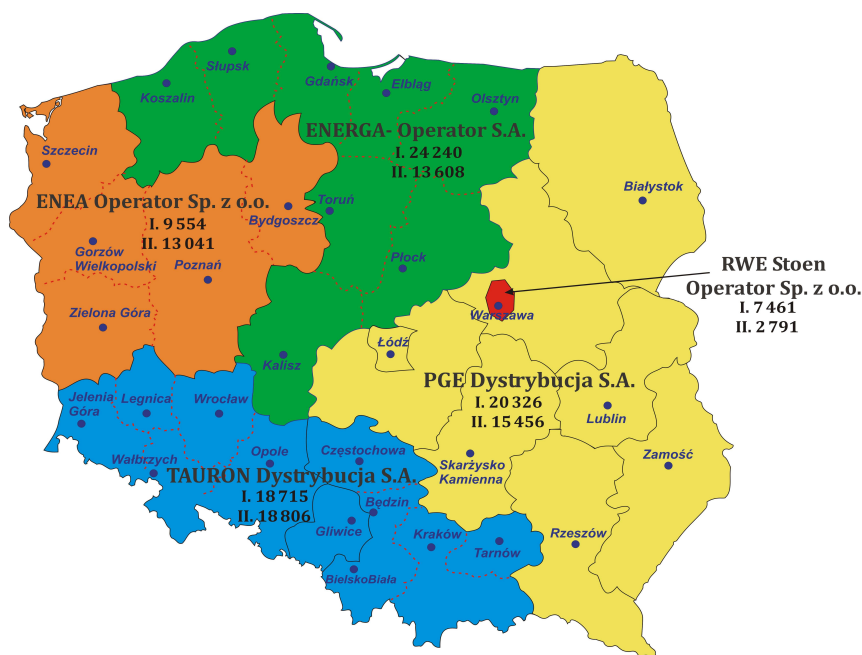 Słupsk
Koszalin
Gdańsk
Elbląg
Olsztyn
ENERGA- Operator S.A.
I. 24 240
II. 13 608
Szczecin
Białystok
ENEA Operator Sp. z o.o.
I. 9 554
II. 13 041
Toruń
Bydgoszcz
Gorzów
Wielkopolski
Poznań
Płock
RWE Stoen
Operator Sp. z o.o.
I. 7 461
II. 2 791
Zielona Góra
Warszawa
Łódź
Kalisz
PGE Dystrybucja S.A.
I. 20 326
II. 15 456
Jelenia
Góra
Legnica
Wrocław
Lublin
Wałbrzych
Opole
Częstochowa
Skarżysko
Kamienna
Zamość
TAURON Dystrybucja S.A.
I. 18 715
II. 18 806
Będzin
Gliwice
Kraków
Tarnów
Rzeszów
BielskoBiała